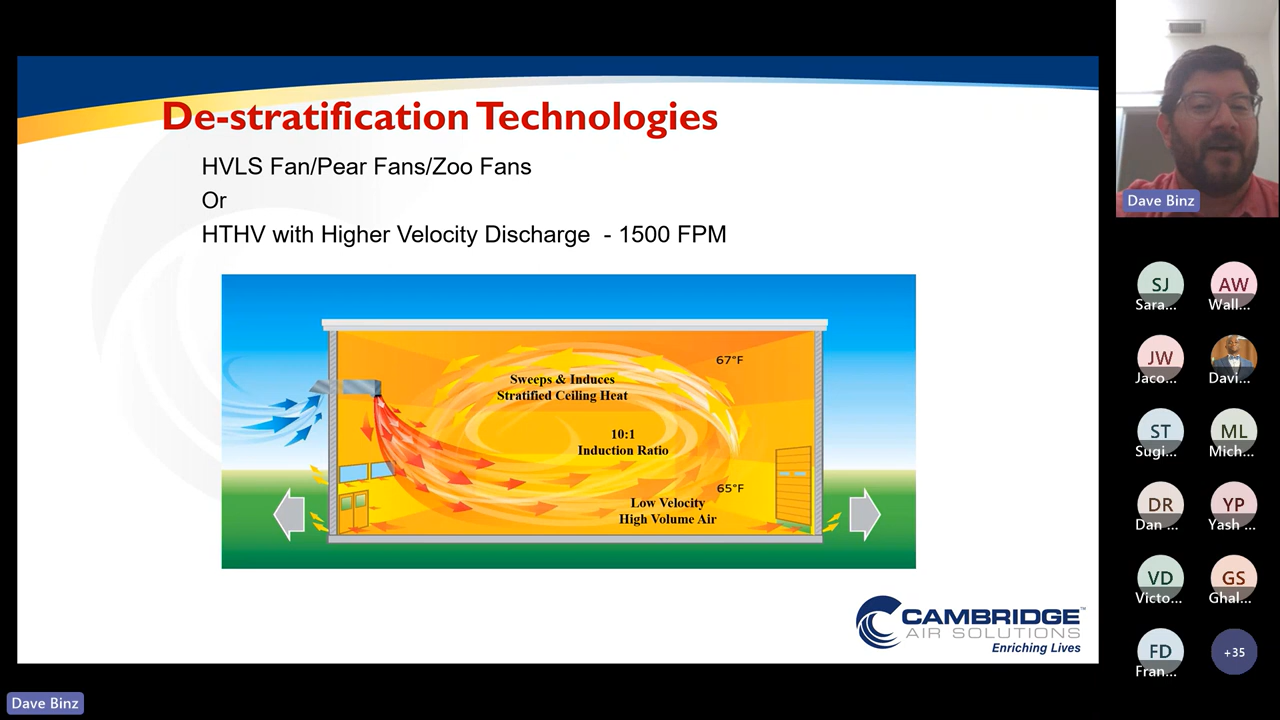 De-stratification Technologies
HVLS Fan/Pear Fans/Zoo Fans
Or
HTHV with Higher Velocity Discharge - 1500 FPM
67°F
Sweeps & Induces
Stratified Ceiling Heat
10:1
Induction Ratio
65°F
Low Velocity
High Volume Air
CAMBRIDGE™
AIR SOLUTIONS
Enriching Lives
Dave Binz
SJ
Sara...
AW
Wall...
JW
Jaco...
Davi...
ST
Sugi...
ML
Mich...
DR
Dan ...
YP
Yash ...
VD
Victo...
GS
Ghal...
FD
Fran...
+35
Dave Binz